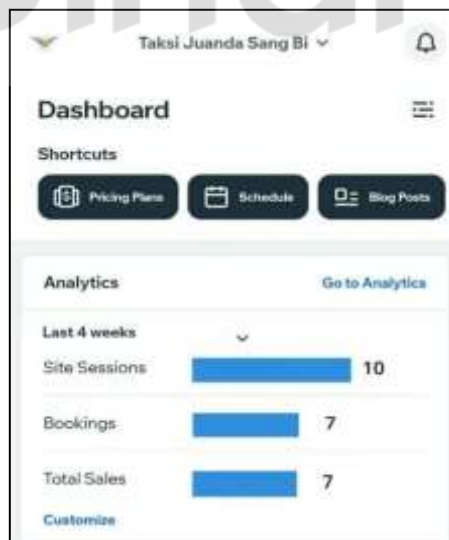 Taksi Juanda Sang Bi
Dashboard
Shortcuts
Pricing Plans
Schedule
Blog Posts
Analytics
Go to Analytics
Last 4 weeks
Site Sessions
10
Bookings
7
Total Sales
7
Customize